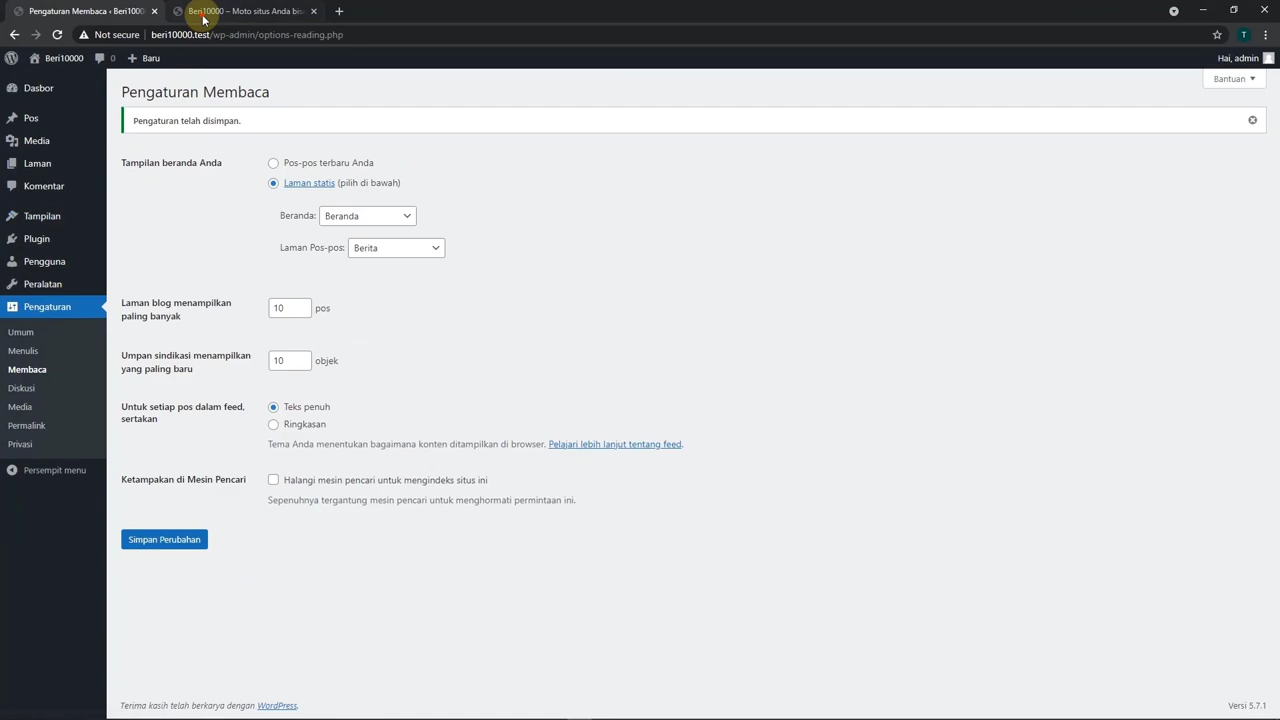 Pengaturan Membaca ‹ Beri10000
Beri10000 – Moto situs Anda bis
Not secure
beri10000.test/wp-admin/options-reading.php
T
Beri10000
0
Baru
Hai, admin
Bantuan
Dasbor
Pos
Media
Laman
Komentar
Tampilan
Plugin
Pengguna
Peralatan
Pengaturan
Umum
Menulis
Membaca
Diskusi
Media
Permalink
Privasi
Persempit menu
Pengaturan Membaca
Pengaturan telah disimpan.
Tampilan beranda Anda
Pos-pos terbaru Anda
Laman statis (pilih di bawah)
Beranda: Beranda
Laman Pos-pos: Berita
Laman blog menampilkan
paling banyak
10 pos
Umpan sindikasi menampilkan
yang paling baru
10 objek
Untuk setiap pos dalam feed,
sertakan
Teks penuh
Ringkasan
Tema Anda menentukan bagaimana konten ditampilkan di browser. Pelajari lebih lanjut tentang feed.
Ketampakan di Mesin Pencari
Halangi mesin pencari untuk mengindeks situs ini
Sepenuhnya tergantung mesin pencari untuk menghormati permintaan ini.
Simpan Perubahan
Terima kasih telah berkarya dengan WordPress.
Versi 5.7.1